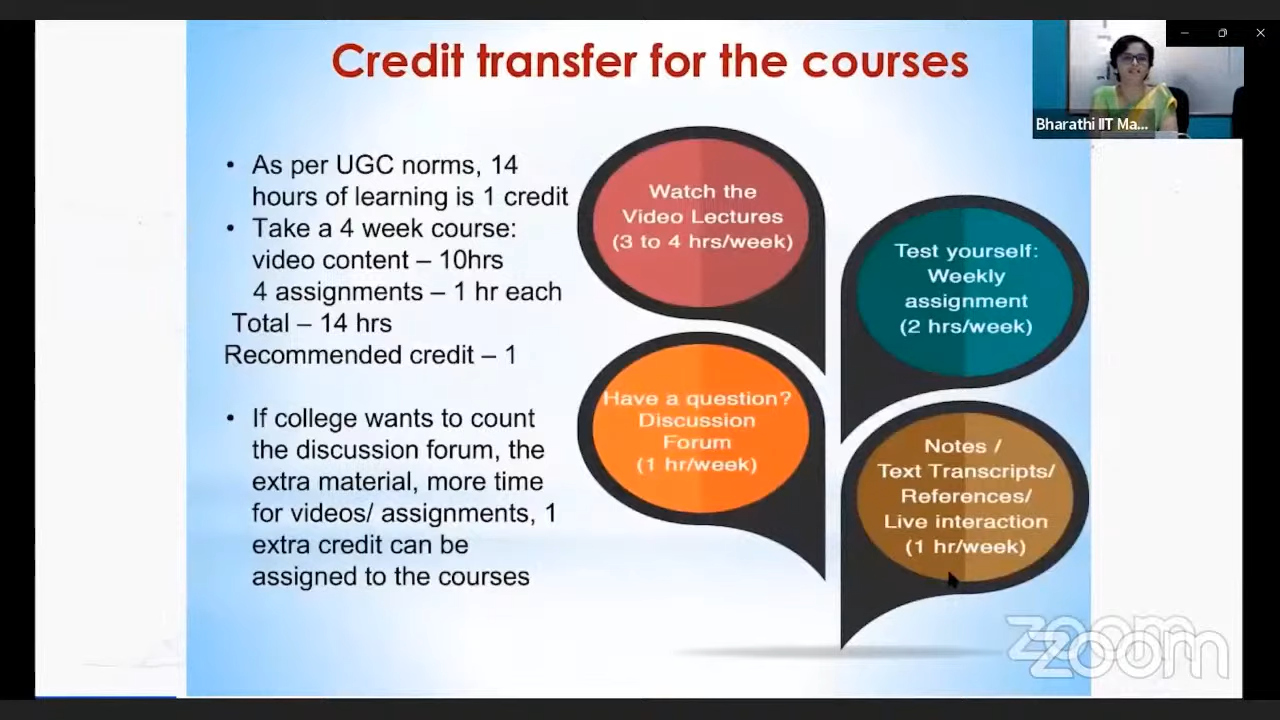 Credit transfer for the courses
Bharathi IIT Ma...
• As per UGC norms, 14
hours of learning is 1 credit
• Take a 4 week course:
video content – 10hrs
4 assignments – 1 hr each
Total – 14 hrs
Recommended credit – 1
• If college wants to count
the discussion forum, the
extra material, more time
for videos/ assignments, 1
extra credit can be
assigned to the courses
Watch the
Video Lectures
(3 to 4 hrs/week)
Test yourself:
Weekly
assignment
(2 hrs/week)
Have a question?
Discussion
Forum
(1 hr/week)
Notes /
Text Transcripts/
References/
Live interaction
(1 hr/week)
zoom
zoom